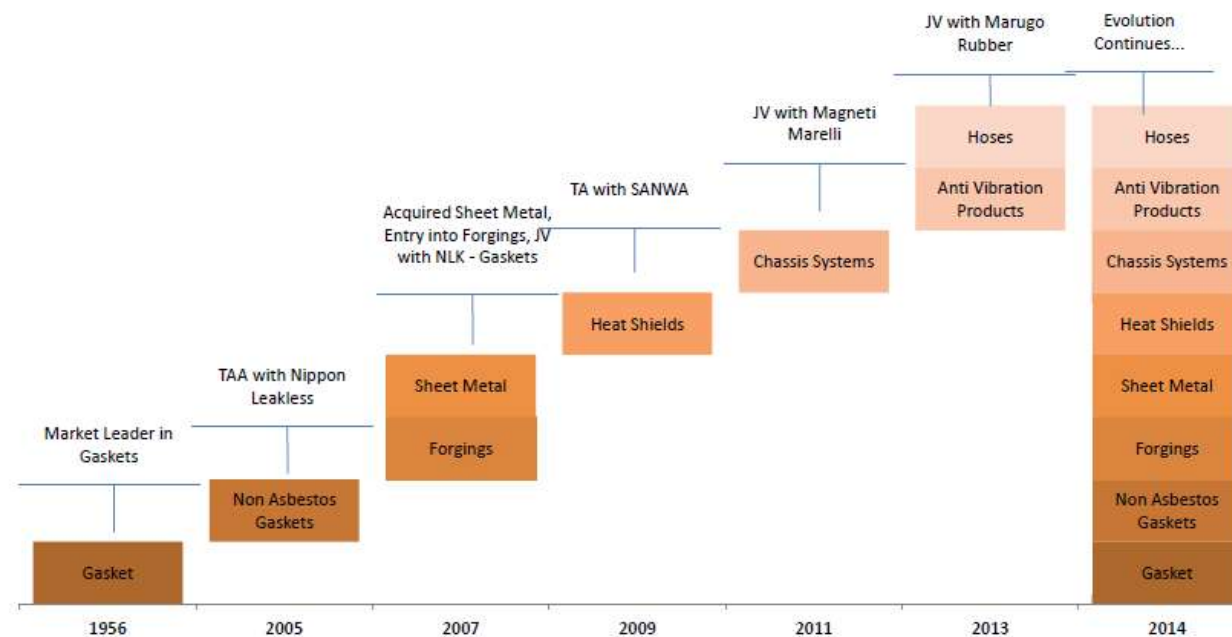 JV with Marugo
Rubber
Evolution
Continues...
JV with Magneti
Marelli
TA with SANWA
Acquired Sheet Metal,
Entry into Forgings, JV
with NLK - Gaskets
TAA with Nippon
Leakless
Market Leader in
Gaskets
Hoses
Anti Vibration
Products
Chassis Systems
Heat Shields
Sheet Metal
Forgings
Non Asbestos
Gaskets
Gasket
Hoses
Anti Vibration
Products
Chassis Systems
Heat Shields
Sheet Metal
Forgings
Non Asbestos
Gaskets
Gasket
1956
2005
2007
2009
2011
2013
2014